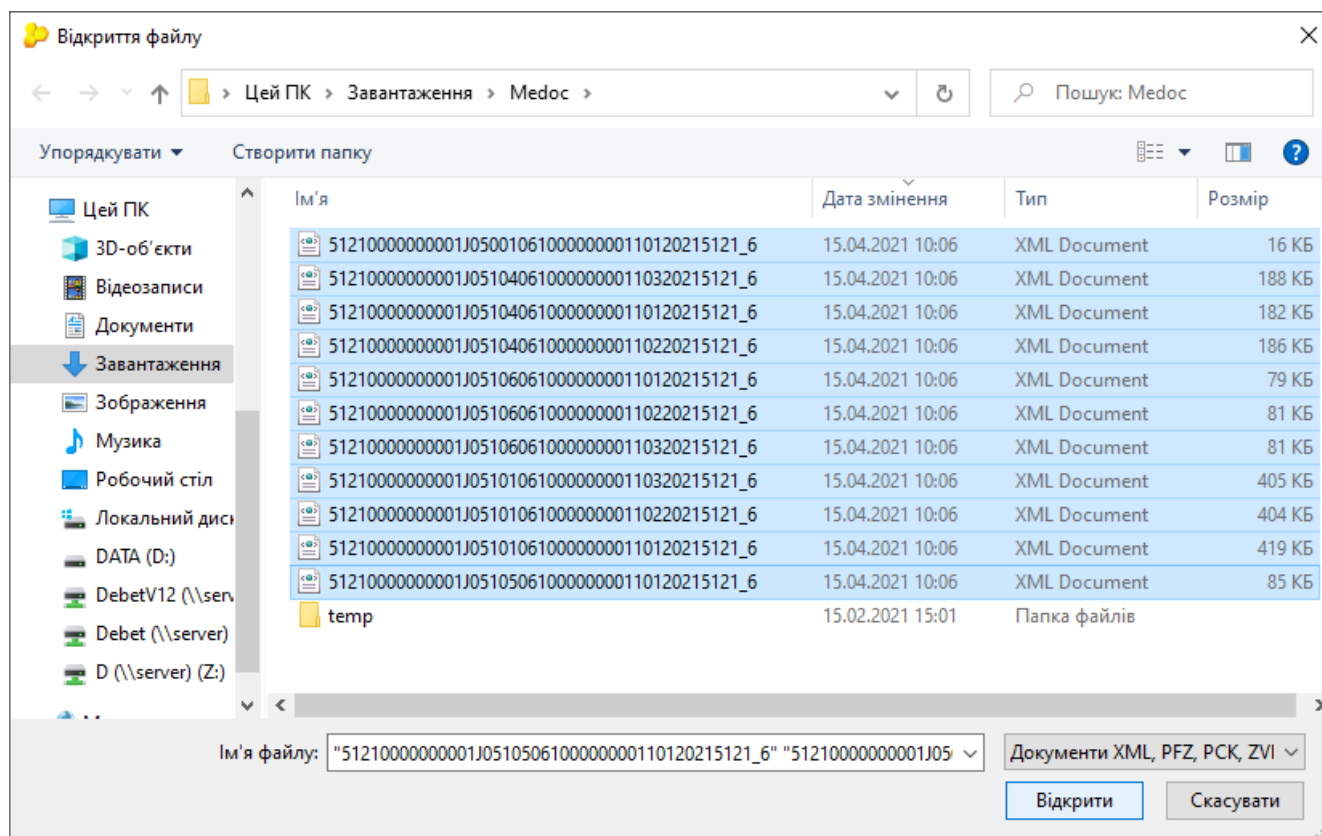 Відкриття файлу
Цей ПК › Завантаження › Medoc ›
Пошук: Medoc
Упорядкувати
Створити папку
Цей ПК
3D-об'єкти
Відеозаписи
Документи
Завантаження
Зображення
Музика
Робочий стіл
Локальний диск
DATA (D:)
DebetV12 (\\serv
Debet (\\server)
D (\\server) (Z:)
Ім'я Дата змінення Тип Розмір
51210000000001J0500106100000000110120215121_6 15.04.2021 10:06 XML Document 16 КБ
51210000000001J0510406100000000110320215121_6 15.04.2021 10:06 XML Document 188 КБ
51210000000001J0510406100000000110120215121_6 15.04.2021 10:06 XML Document 182 КБ
51210000000001J0510406100000000110220215121_6 15.04.2021 10:06 XML Document 186 КБ
51210000000001J0510606100000000110120215121_6 15.04.2021 10:06 XML Document 79 КБ
51210000000001J0510606100000000110220215121_6 15.04.2021 10:06 XML Document 81 КБ
51210000000001J0510606100000000110320215121_6 15.04.2021 10:06 XML Document 81 КБ
51210000000001J0510106100000000110320215121_6 15.04.2021 10:06 XML Document 405 КБ
51210000000001J0510106100000000110220215121_6 15.04.2021 10:06 XML Document 404 КБ
51210000000001J0510106100000000110120215121_6 15.04.2021 10:06 XML Document 419 КБ
51210000000001J0510506100000000110120215121_6 15.04.2021 10:06 XML Document 85 КБ
temp 15.02.2021 15:01 Папка файлів
Ім'я файлу: "51210000000001J0510506100000000110120215121_6" "51210000000001J05(
Документи XML, PFZ, PCK, ZVI
Відкрити
Скасувати